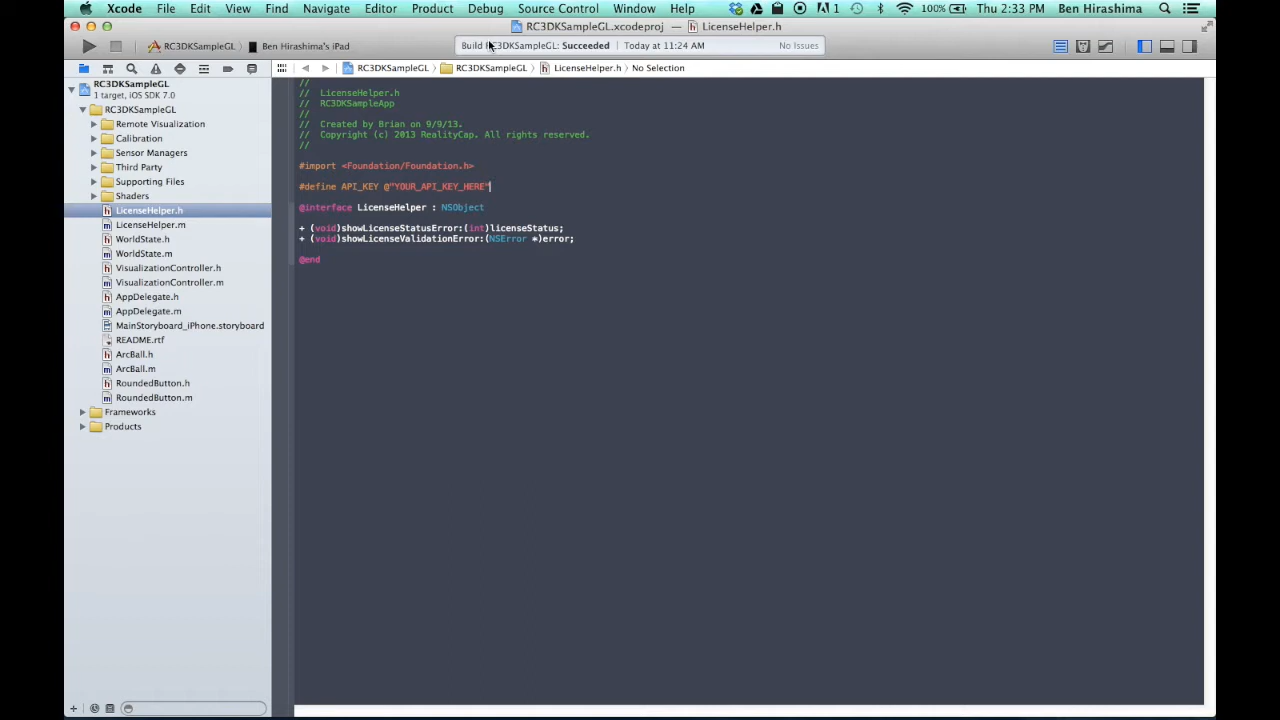 Xcode File Edit View Find Navigate Editor Product Debug Source Control Window Help 1 100% Thu 2:33 PM Ben Hirashima
RC3DKSampleGL.xcodeproj — LicenseHelper.h
RC3DKSampleGL 〉 Ben Hirashima's iPad
Build RC3DKSampleGL: Succeeded Today at 11:24 AM No Issues
RC3DKSampleGL 〉 RC3DKSampleGL 〉 LicenseHelper.h 〉 No Selection
RC3DKSampleGL
1 target, iOS SDK 7.0
RC3DKSampleGL
Remote Visualization
Calibration
Sensor Managers
Third Party
Supporting Files
Shaders
LicenseHelper.h
LicenseHelper.m
WorldState.h
WorldState.m
VisualizationController.h
VisualizationController.m
AppDelegate.h
AppDelegate.m
MainStoryboard_iPhone.storyboard
README.rtf
ArcBall.h
ArcBall.m
RoundedButton.h
RoundedButton.m
Frameworks
Products
//
// LicenseHelper.h
// RC3DKSampleApp
//
// Created by Brian on 9/9/13.
// Copyright (c) 2013 RealityCap. All rights reserved.
//
#import <Foundation/Foundation.h>
#define API_KEY @"YOUR_API_KEY_HERE"
@interface LicenseHelper : NSObject
+ (void)showLicenseStatusError:(int)licenseStatus;
+ (void)showLicenseValidationError:(NSError *)error;
@end